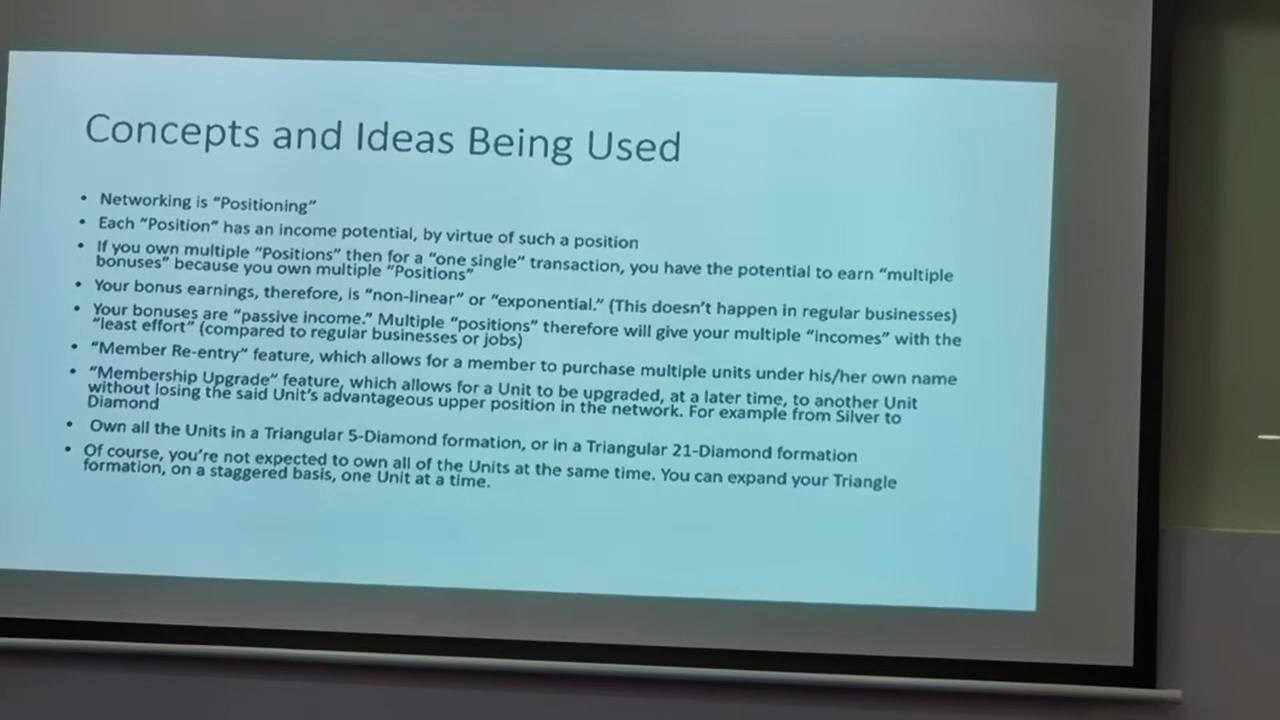 Concepts and Ideas Being Used
• Networking is “Positioning”
• Each “Position” has an income potential, by virtue of such a position
• If you own multiple “Positions” then for a “one single” transaction, you have the potential to earn “multiple
bonuses” because you own multiple “Positions”
• Your bonus earnings, therefore, is “non-linear” or “exponential.” (This doesn’t happen in regular businesses)
• Your bonuses are “passive income.” Multiple “positions” therefore will give your multiple “incomes” with the
“least effort” (compared to regular businesses or jobs)
• “Member Re-entry” feature, which allows for a member to purchase multiple units under his/her own name
• “Membership Upgrade” feature, which allows for a Unit to be upgraded, at a later time, to another Unit
without losing the said Unit’s advantageous upper position in the network. For example from Silver to
Diamond
• Own all the Units in a Triangular 5-Diamond formation, or in a Triangular 21-Diamond formation
• Of course, you’re not expected to own all of the Units at the same time. You can expand your Triangle
formation, on a staggered basis, one Unit at a time.